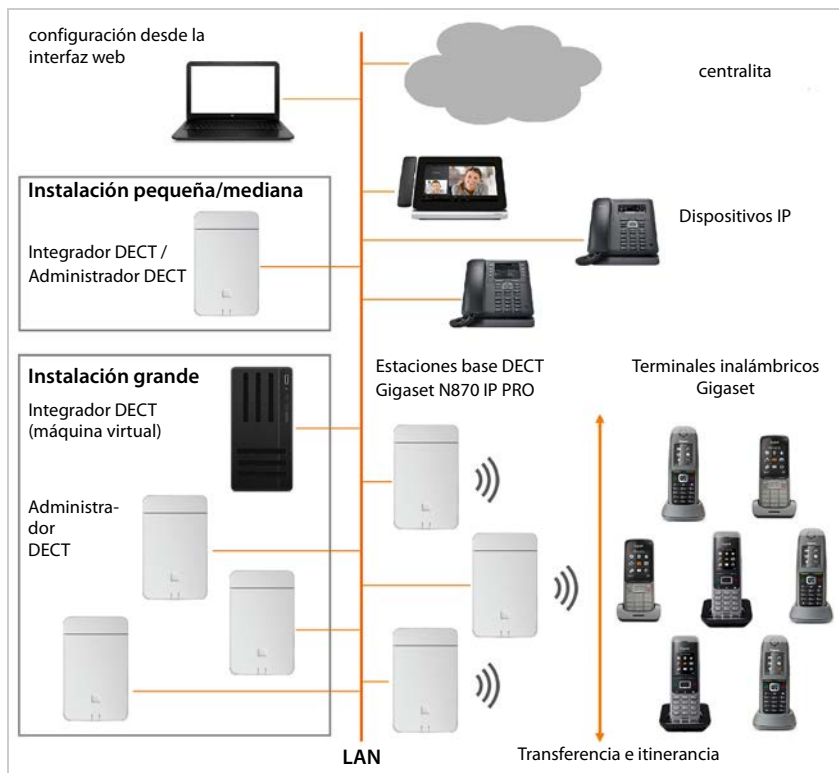 configuración desde la
interfaz web
centralita
Instalación pequeña/mediana
Integrador DECT /
Administrador DECT
Dispositivos IP
Instalación grande
Integrador DECT
(máquina virtual)
Administra-
dor
DECT
Estaciones base DECT
Gigaset N870 IP PRO
Terminales inalámbricos
Gigaset
LAN
Transferencia e itinerancia